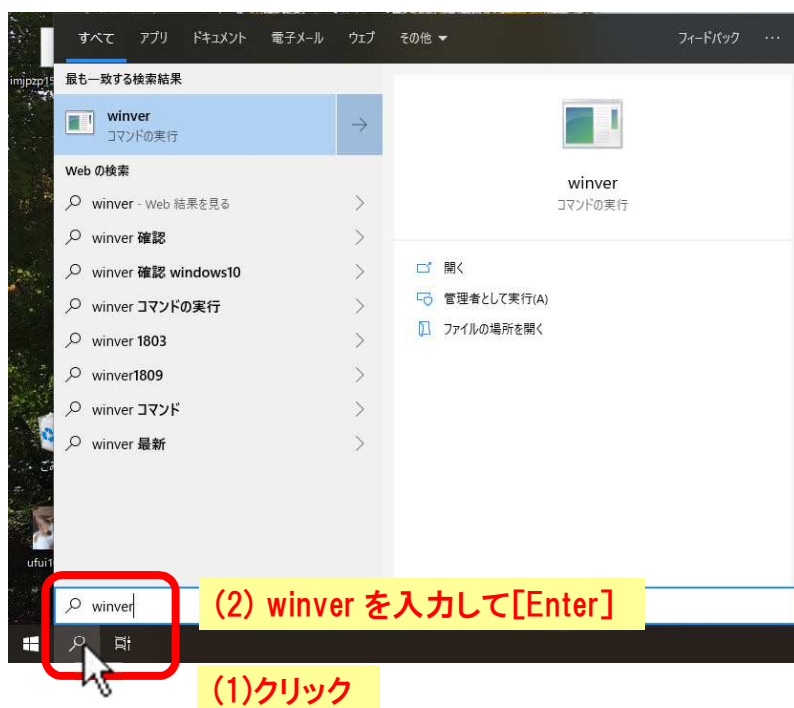 すべて アプリ ドキュメント 電子メール ウェブ その他 フィードバック ...
imjpzp15
最も一致する検索結果
winver
コマンドの実行
Web の検索
winver - Web 結果を見る
winver 確認
winver 確認 windows10
winver コマンドの実行
winver 1803
winver1809
winver コマンド
winver 最新
winver
コマンドの実行
開く
管理者として実行(A)
ファイルの場所を開く
ufui1
winver
(2) winver を入力して[Enter]
(1)クリック